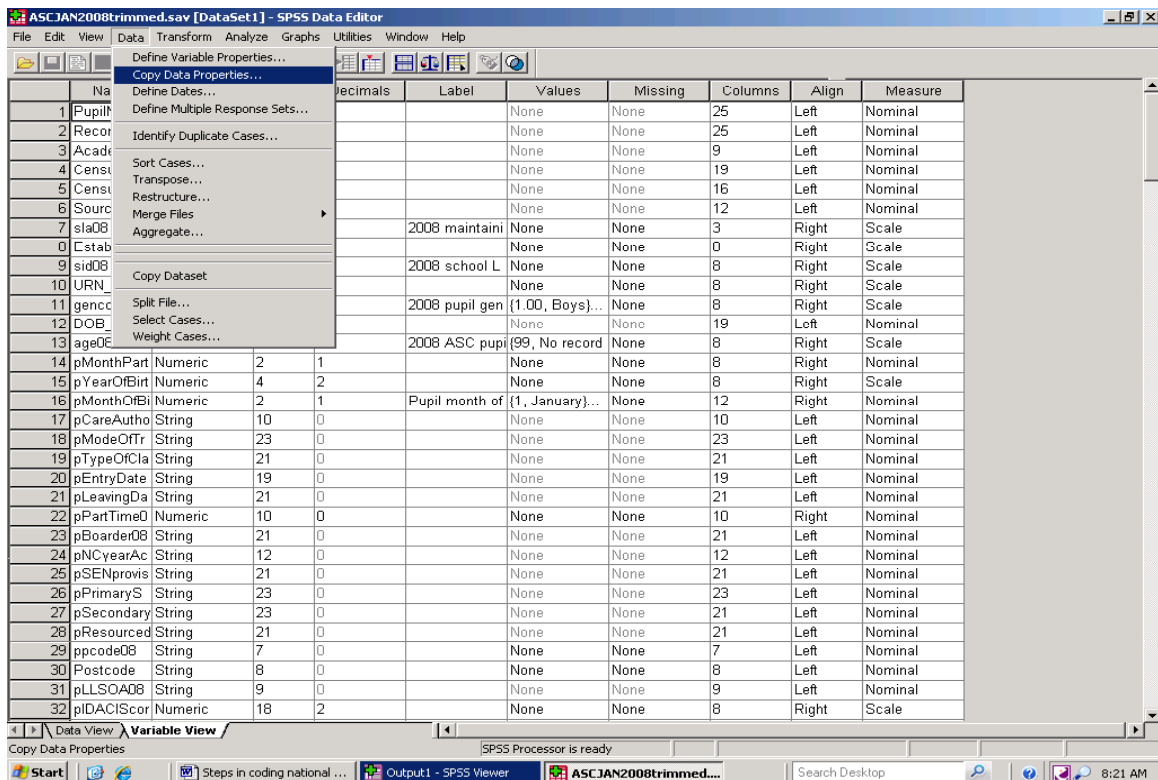 ASCJAN2008trimmed.sav [DataSet1] - SPSS Data Editor
File Edit View Data Transform Analyze Graphs Utilities Window Help
Define Variable Properties...
Copy Data Properties...
Define Dates...
Define Multiple Response Sets...
Identify Duplicate Cases...
Sort Cases...
Transpose...
Restructure...
Merge Files
Aggregate...
Copy Dataset
Split File...
Select Cases...
Weight Cases...
Na Decimals Label Values Missing Columns Align Measure
1 PupilN None None 25 Left Nominal
2 Recor None None 25 Left Nominal
3 Acade None None 9 Left Nominal
4 Censu None None 19 Left Nominal
5 Censu None None 16 Left Nominal
6 Sourc None None 12 Left Nominal
7 sla08 2008 maintaini None None 3 Right Scale
Estab None None Right Scale
9 sid08 2008 school L None None 8 Right Scale
10 URN_ None None 8 Right Scale
11 genco 2008 pupil gen {1.00, Boys}... None 8 Right Scale
12 DOB_ None None 19 Left Nominal
13 age08 2008 ASC pupi {99, No record None 8 Right Scale
14 pMonthPart Numeric 2 1 None None 8 Right Nominal
15 pYearOfBirt Numeric 4 2 None None 8 Right Scale
16 pMonthOfBi Numeric 2 1 Pupil month of {1, January}... None 12 Right Nominal
17 pCareAutho String 10 0 None None 10 Left Nominal
18 pModeOfTr String 23 0 None None 23 Left Nominal
19 pTypeOfCla String 21 0 None None 21 Left Nominal
20 pEntryDate String 19 0 None None 19 Left Nominal
21 pLeavingDa String 21 0 None None 21 Left Nominal
22 pPartTime0 Numeric 10 0 None None 10 Right Nominal
23 pBoarder08 String 21 0 None None 21 Left Nominal
24 pNCyearAc String 12 0 None None 12 Left Nominal
25 pSENprovis String 21 0 None None 21 Left Nominal
26 pPrimaryS String 23 0 None None 23 Left Nominal
27 pSecondary String 23 0 None None 21 Left Nominal
28 pResourced String 21 0 None None 21 Left Nominal
29 ppcode08 String 7 0 None None 7 Left Nominal
30 Postcode String 8 0 None None 8 Left Nominal
31 pLLSOA08 String 9 0 None None 9 Left Nominal
32 pIDACIScor Numeric 18 2 None None 8 Right Scale
Data View Variable View
Copy Data Properties SPSS Processor is ready
Start Steps in coding national ... Output1 - SPSS Viewer ASCJAN2008trimmed.... Search Desktop 8:21 AM